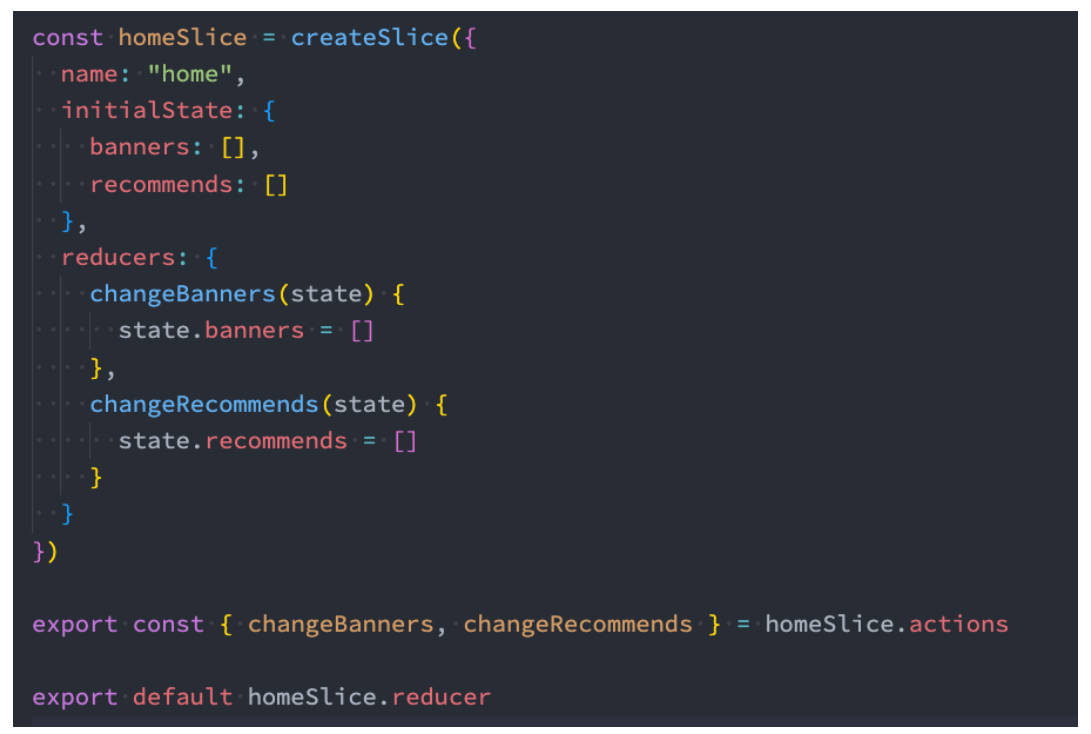 const homeSlice = createSlice({
  name: "home",
  initialState: {
    banners: [],
    recommends: []
  },
  reducers: {
    changeBanners(state) {
      state.banners = []
    },
    changeRecommends(state) {
      state.recommends = []
    }
  }
})
export const { changeBanners, changeRecommends } = homeSlice.actions
export default homeSlice.reducer